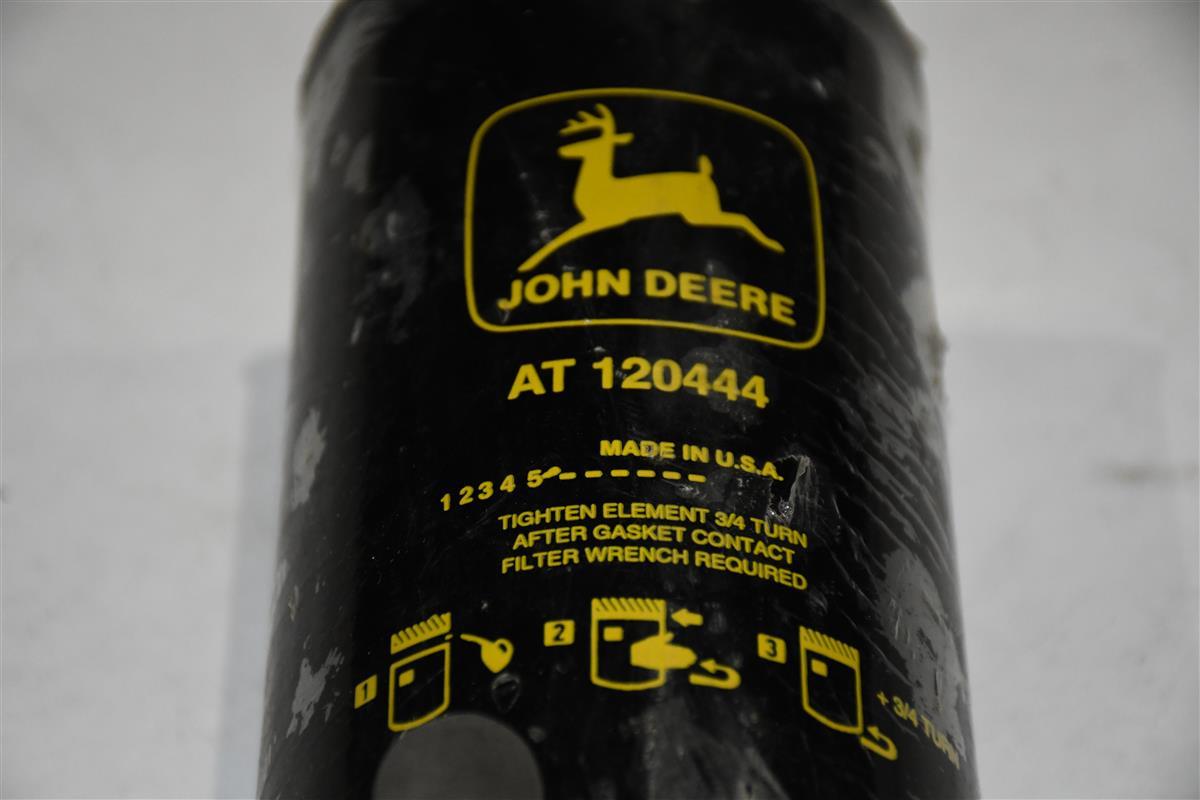 JOHN DEERE
AT 120444
MADE IN U.S.A.
1 2 3 4 5 - - - - - - -
TIGHTEN ELEMENT 3/4 TURN
AFTER GASKET CONTACT
FILTER WRENCH REQUIRED
1
2
3
+ 3/4 TURN